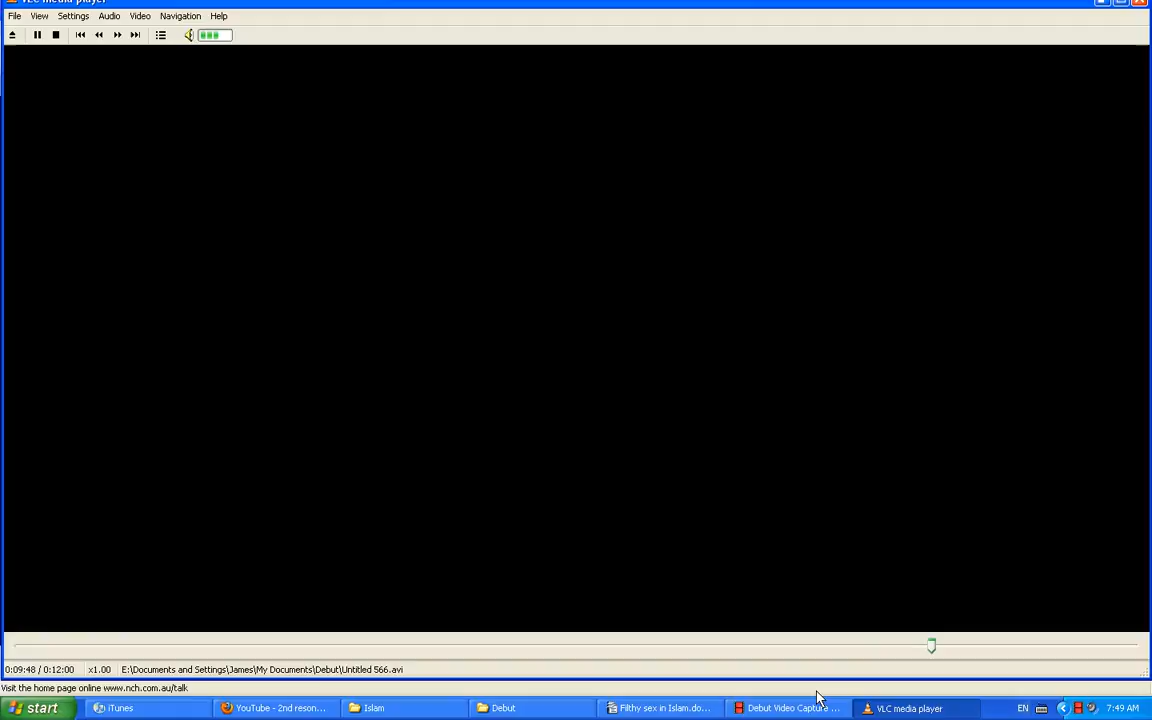 VLC media player
File View Settings Audio Video Navigation Help
0:09:48 / 0:12:00 x1.00 E:\Documents and Settings\James\My Documents\Debut\Untitled 566.avi
Visit the home page online www.nch.com.au/talk
start iTunes YouTube - 2nd reson... Islam Debut Filthy sex in Islam.do... Debut Video Capture ... VLC media player EN 7:49 AM